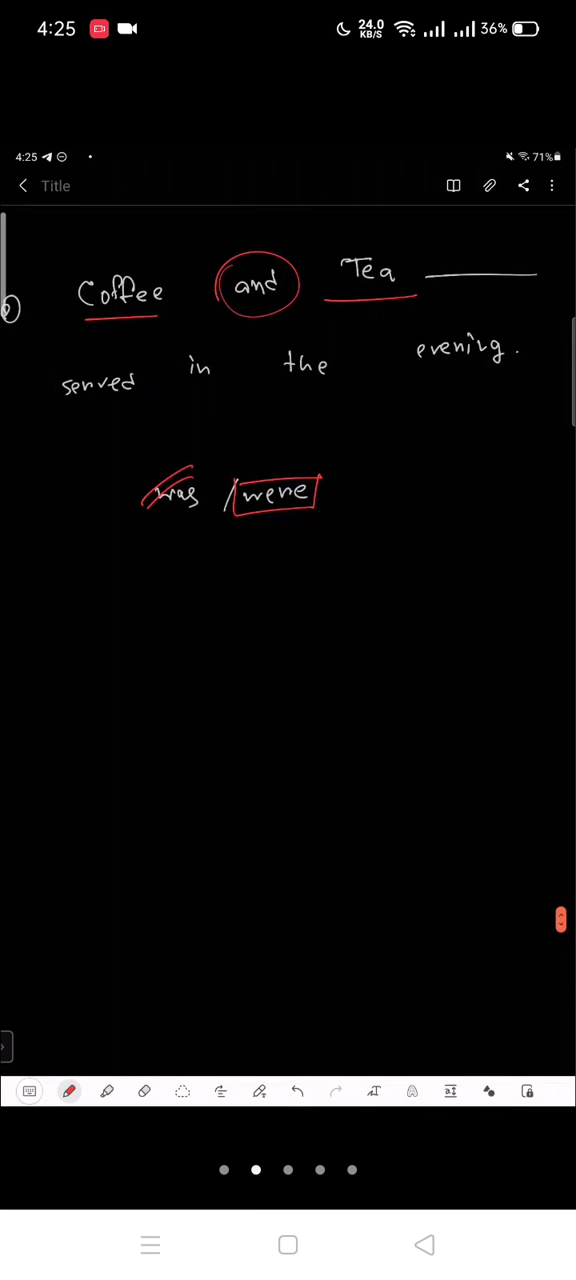 4:25 24.0 KB/S 36%
4:25 71%
Title
Coffee and Tea
served in the evening.
was / were